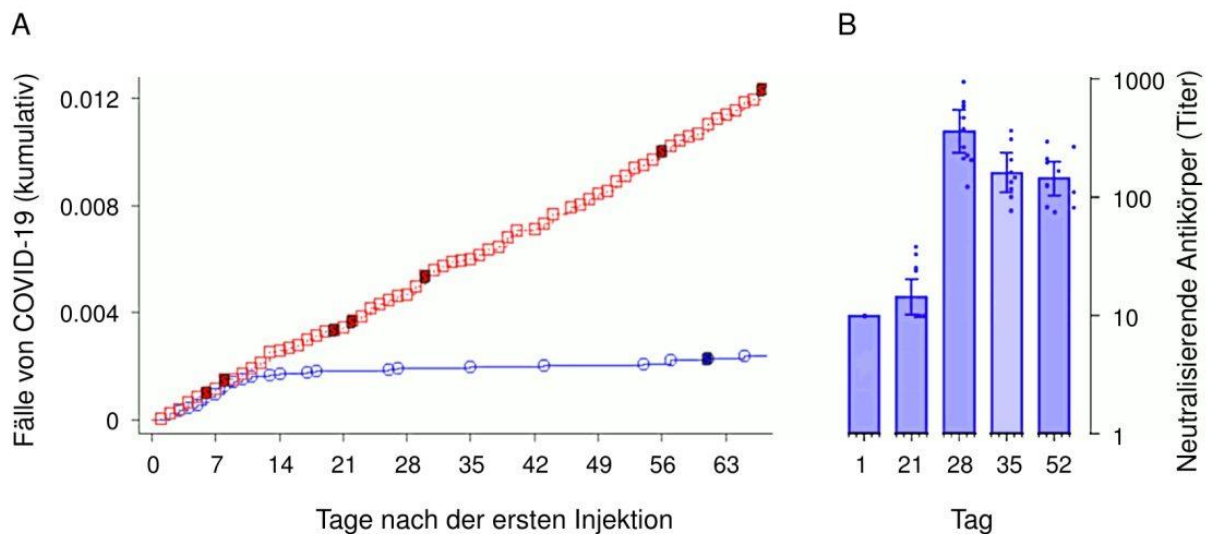 A
B
Fälle von COVID-19 (kumulativ)
0.012
0.008
0.004
0
0 7 14 21 28 35 42 49 56 63
Tage nach der ersten Injektion
1000
100
10
1
Neutralisierende Antikörper (Titer)
1 21 28 35 52
Tag